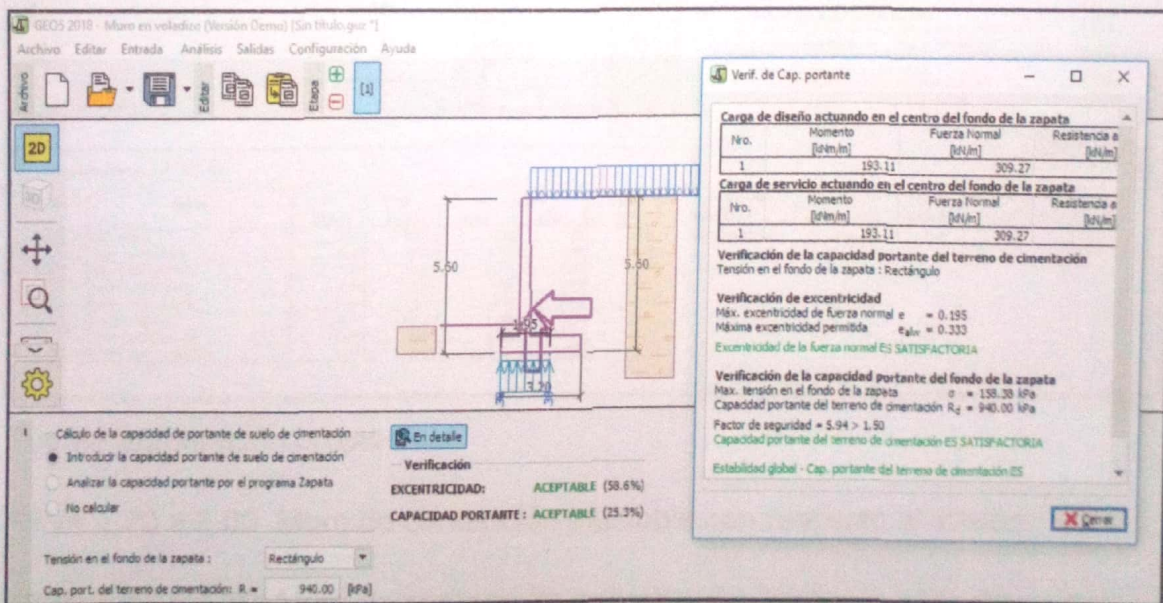 GEO5 2018 - Muro en voladizo (Versión Demo) [Sin título.guz *]
Archivo Editar Entrada Análisis Salidas Configuración Ayuda
Archivo
Editar
Etapa
[1]
2D
3D
5.60
5.60
1.95
3.20
Verif. de Cap. portante
Carga de diseño actuando en el centro del fondo de la zapata
Nro. Momento Fuerza Normal Resistencia a
[kNm/m] [kN/m] [kN/m]
1 193.11 309.27
Carga de servicio actuando en el centro del fondo de la zapata
Nro. Momento Fuerza Normal Resistencia a
[kNm/m] [kN/m] [kN/m]
1 193.11 309.27
Verificación de la capacidad portante del terreno de cimentación
Tensión en el fondo de la zapata : Rectángulo
Verificación de excentricidad
Máx. excentricidad de fuerza normal e = 0.195
Máxima excentricidad permitida e_alw = 0.333
Excentricidad de la fuerza normal ES SATISFACTORIA
Verificación de la capacidad portante del fondo de la zapata
Max. tensión en el fondo de la zapata σ = 158.38 kPa
Capacidad portante del terreno de cimentación R_d = 940.00 kPa
Factor de seguridad = 5.94 > 1.50
Capacidad portante del terreno de cimentación ES SATISFACTORIA
Estabilidad global - Cap. portante del terreno de cimentación ES
Cerrar
Cálculo de la capacidad de portante de suelo de cimentación
Introducir la capacidad portante de suelo de cimentación
Analizar la capacidad portante por el programa Zapata
No calcular
Tensión en el fondo de la zapata : Rectángulo
Cap. port. del terreno de cimentación: R = 940.00 [kPa]
En detalle
Verificación
EXCENTRICIDAD: ACEPTABLE (58.6%)
CAPACIDAD PORTANTE : ACEPTABLE (25.3%)